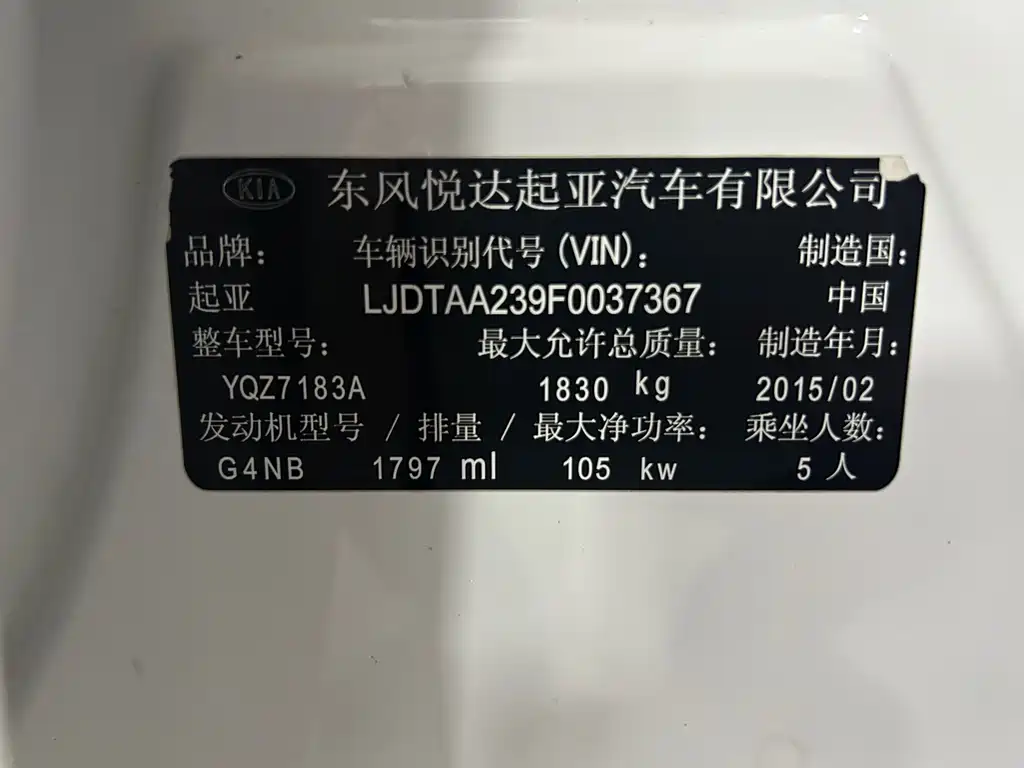 KIA 东风悦达起亚汽车有限公司
品牌: 车辆识别代号(VIN): 制造国:
起亚 LJDTAA239F0037367 中国
整车型号: 最大允许总质量: 制造年月:
YQZ7183A 1830 kg 2015/02
发动机型号 / 排量 / 最大净功率: 乘坐人数:
G4NB 1797 ml 105 kw 5 人